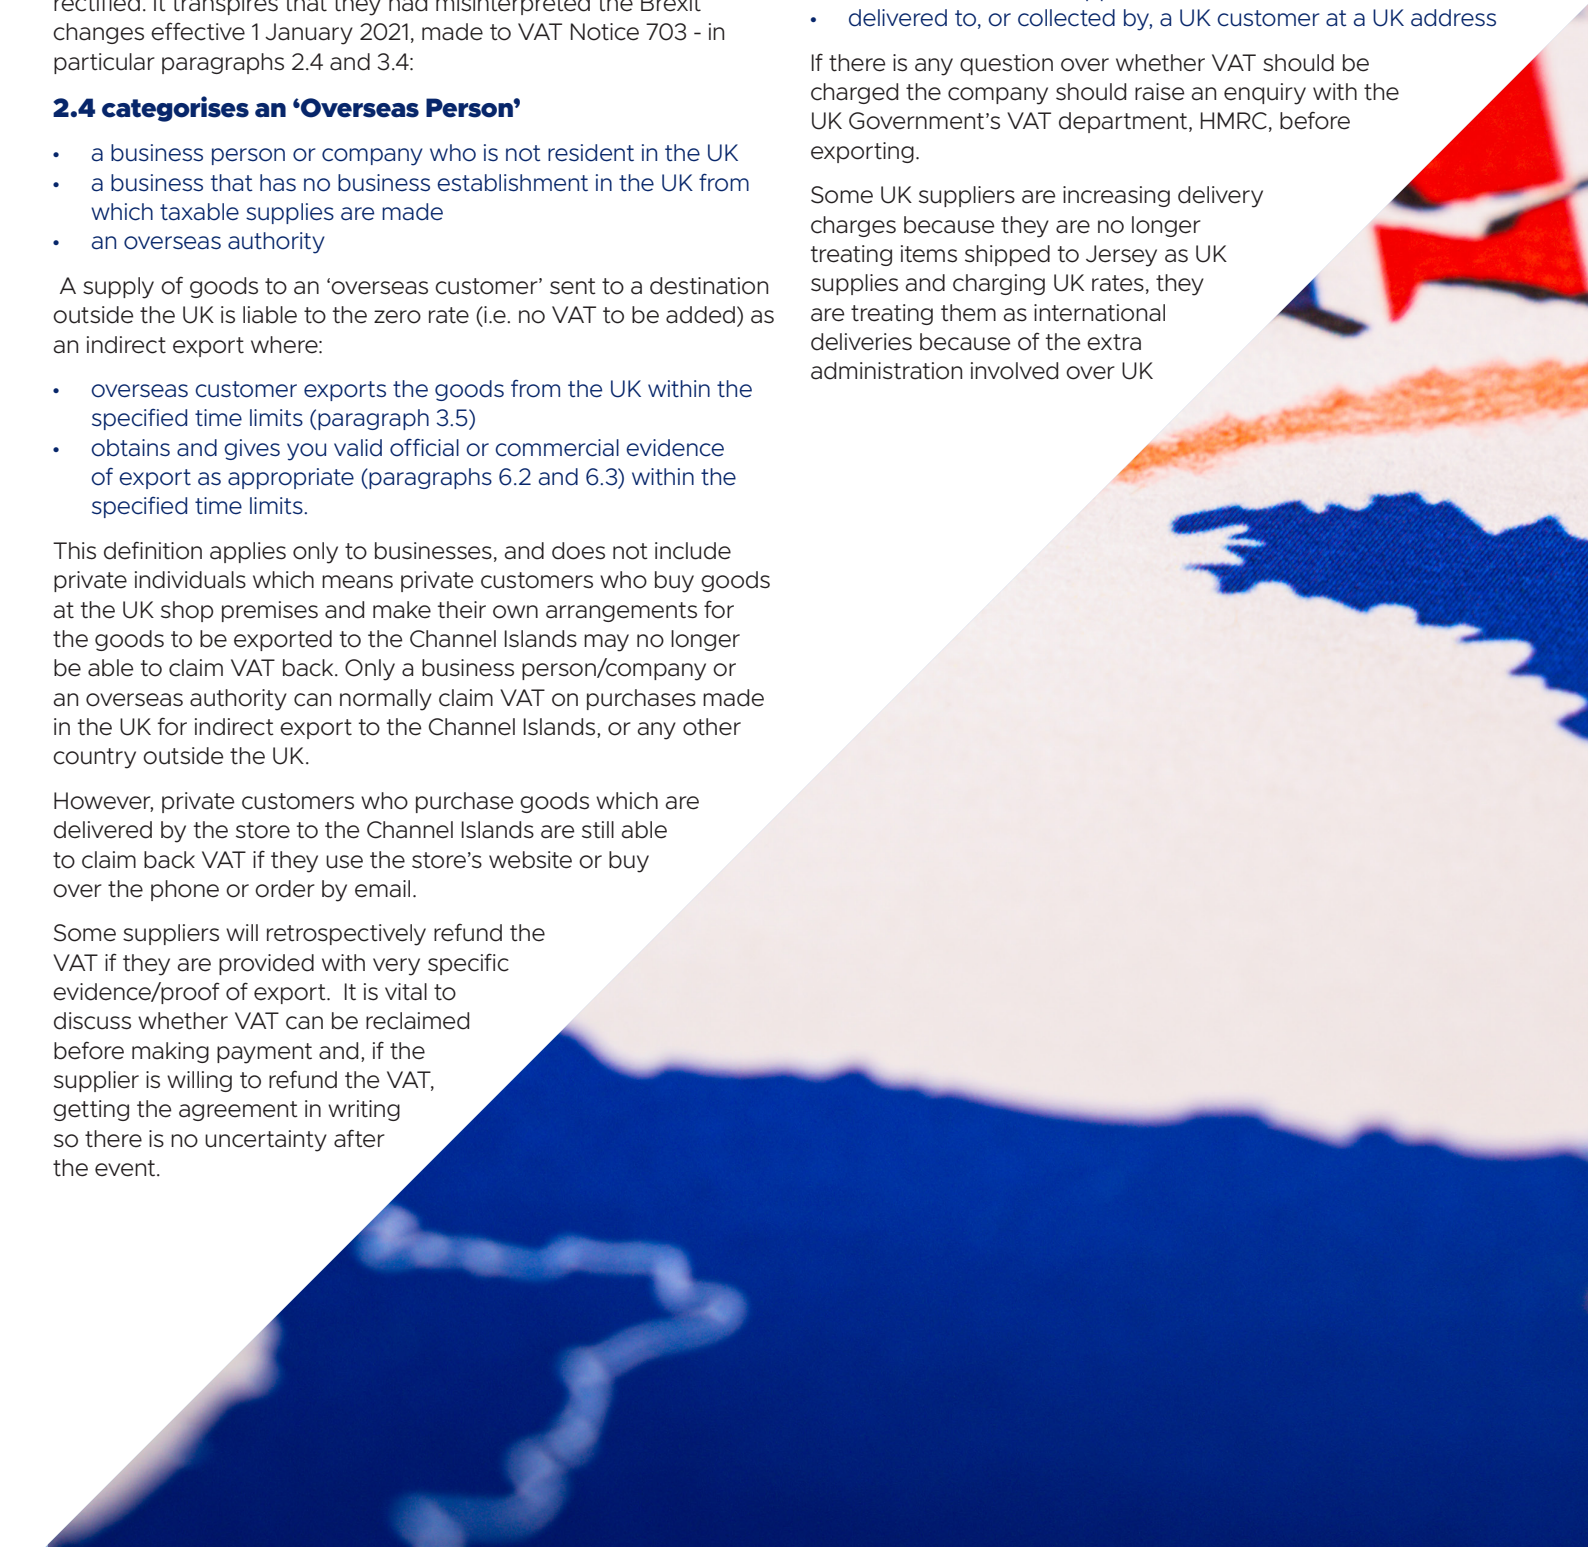 rectified. It transpires that they had misinterpreted the Brexit
changes effective 1 January 2021, made to VAT Notice 703 - in
particular paragraphs 2.4 and 3.4:
2.4 categorises an ‘Overseas Person’
• a business person or company who is not resident in the UK
• a business that has no business establishment in the UK from
which taxable supplies are made
• an overseas authority
A supply of goods to an ‘overseas customer’ sent to a destination
outside the UK is liable to the zero rate (i.e. no VAT to be added) as
an indirect export where:
• overseas customer exports the goods from the UK within the
specified time limits (paragraph 3.5)
• obtains and gives you valid official or commercial evidence
of export as appropriate (paragraphs 6.2 and 6.3) within the
specified time limits.
This definition applies only to businesses, and does not include
private individuals which means private customers who buy goods
at the UK shop premises and make their own arrangements for
the goods to be exported to the Channel Islands may no longer
be able to claim VAT back. Only a business person/company or
an overseas authority can normally claim VAT on purchases made
in the UK for indirect export to the Channel Islands, or any other
country outside the UK.
However, private customers who purchase goods which are
delivered by the store to the Channel Islands are still able
to claim back VAT if they use the store’s website or buy
over the phone or order by email.
Some suppliers will retrospectively refund the
VAT if they are provided with very specific
evidence/proof of export. It is vital to
discuss whether VAT can be reclaimed
before making payment and, if the
supplier is willing to refund the VAT,
getting the agreement in writing
so there is no uncertainty after
the event.
• delivered to, or collected by, a UK customer at a UK address
If there is any question over whether VAT should be
charged the company should raise an enquiry with the
UK Government’s VAT department, HMRC, before
exporting.
Some UK suppliers are increasing delivery
charges because they are no longer
treating items shipped to Jersey as UK
supplies and charging UK rates, they
are treating them as international
deliveries because of the extra
administration involved over UK